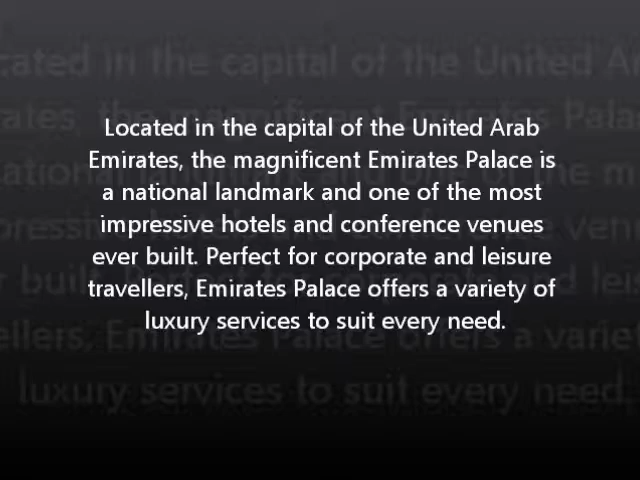 Located in the capital of the United Arab
Emirates, the magnificent Emirates Palace is
a national landmark and one of the most
impressive hotels and conference venues
ever built. Perfect for corporate and leisure
travellers, Emirates Palace offers a variety of
luxury services to suit every need.